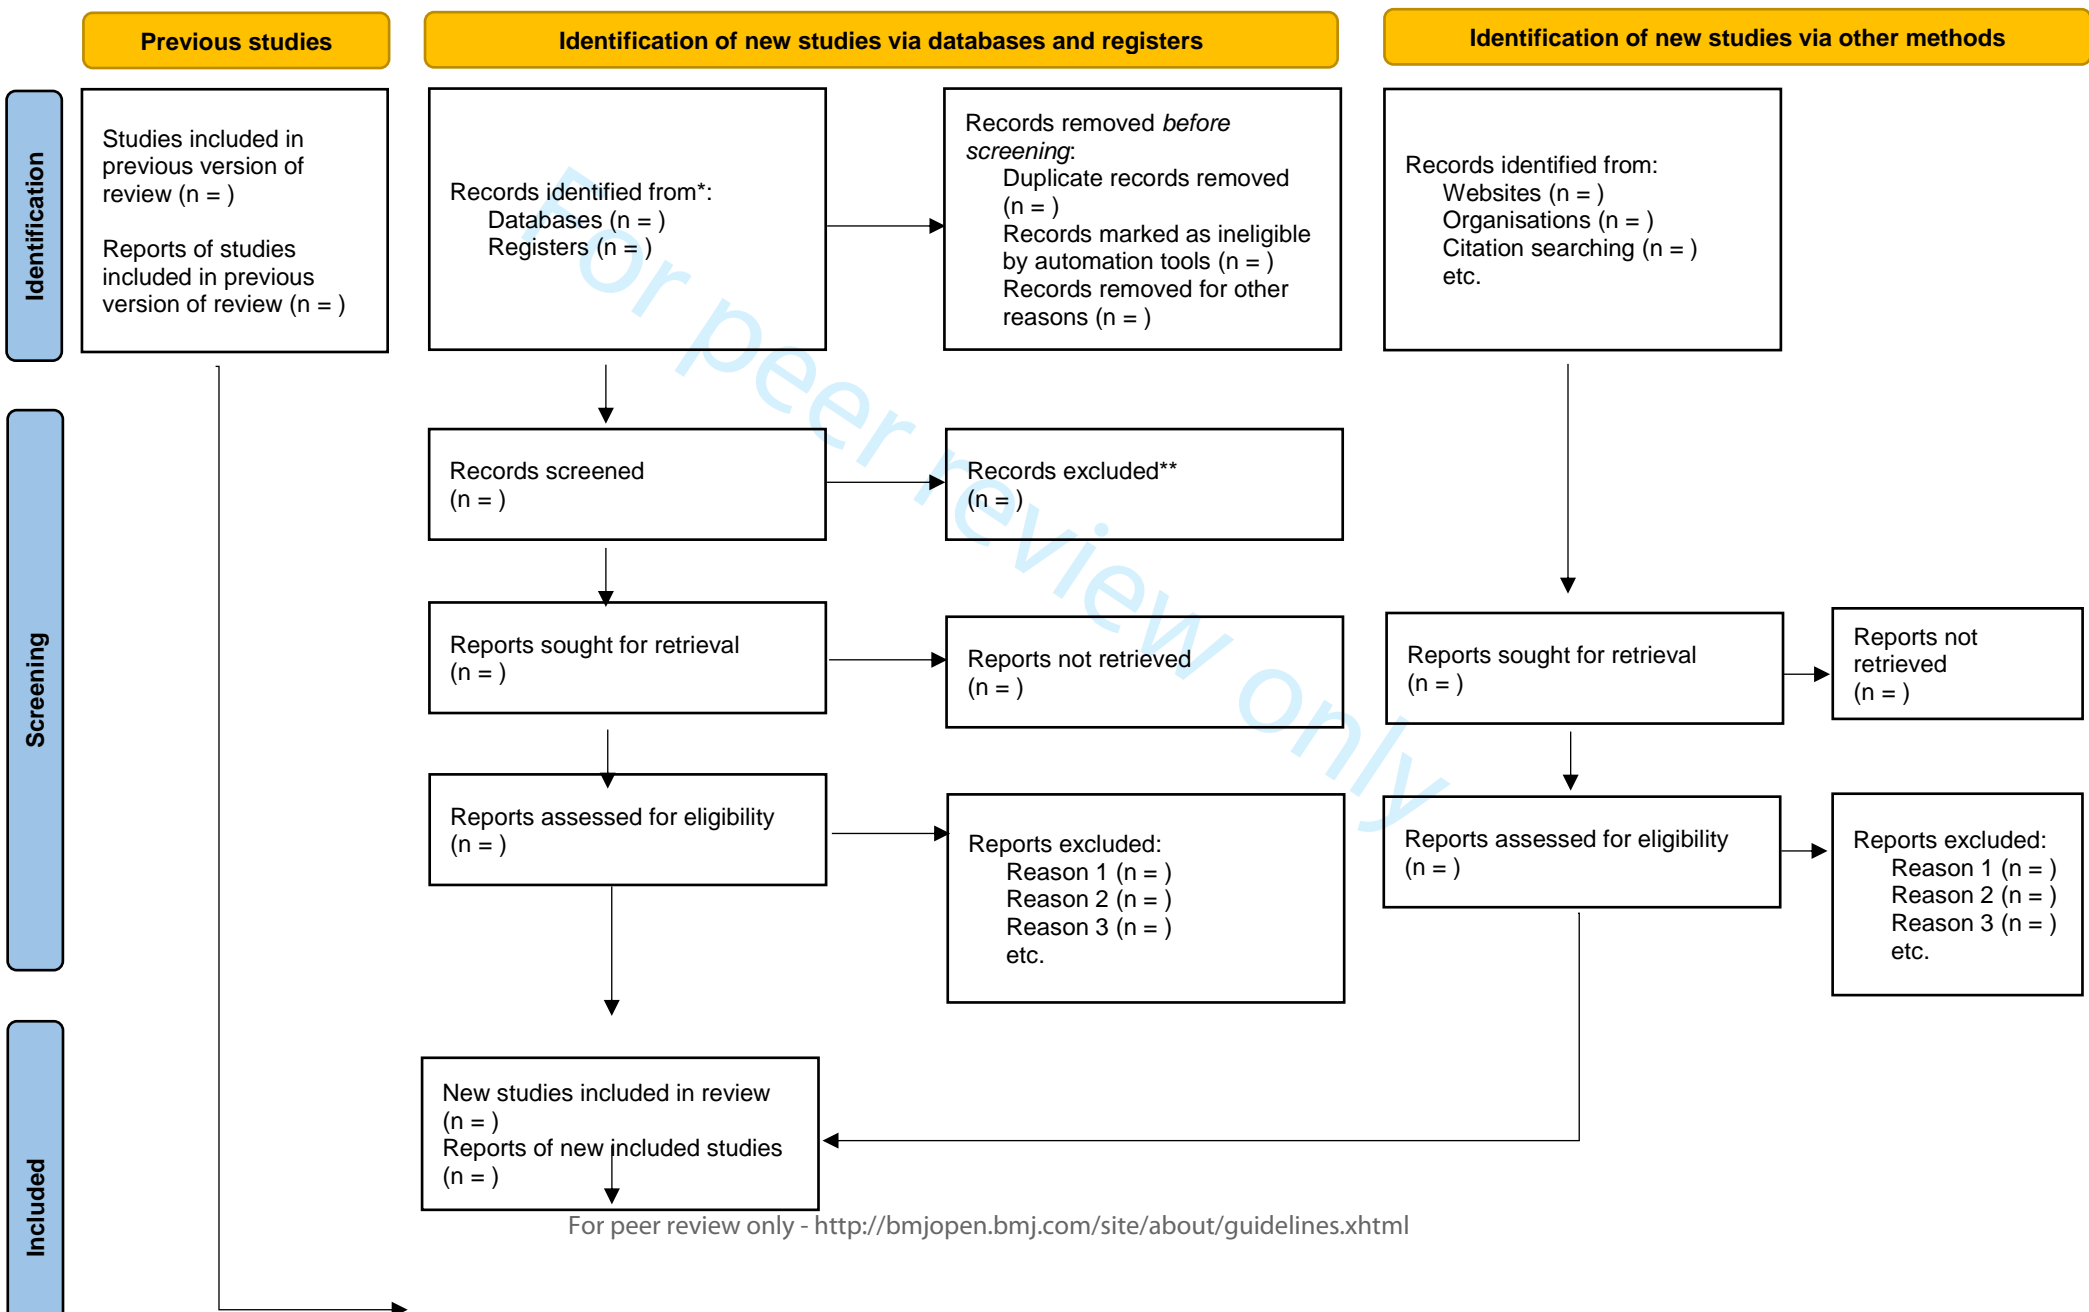 Previous studies
Identification of new studies via databases and registers
Identification of new studies via other methods
Identification
Studies included in
previous version of
review (n = )
Reports of studies
included in previous
version of review (n = )
Records identified from*:
Databases (n = )
Registers (n = )
Records removed before
screening:
Duplicate records removed
(n = )
Records marked as ineligible
by automation tools (n = )
Records removed for other
reasons (n = )
Records identified from:
Websites (n = )
Organisations (n = )
Citation searching (n = )
etc.
Screening
Records screened
(n = )
Records excluded**
(n = )
Reports sought for retrieval
(n = )
Reports not retrieved
(n = )
Reports sought for retrieval
(n = )
Reports not
retrieved
(n = )
Reports assessed for eligibility
(n = )
Reports excluded:
Reason 1 (n = )
Reason 2 (n = )
Reason 3 (n = )
etc.
Reports assessed for eligibility
(n = )
Reports excluded:
Reason 1 (n = )
Reason 2 (n = )
Reason 3 (n = )
etc.
Included
New studies included in review
(n = )
Reports of new included studies
(n = )
For peer review only
For peer review only - http://bmjopen.bmj.com/site/about/guidelines.xhtml